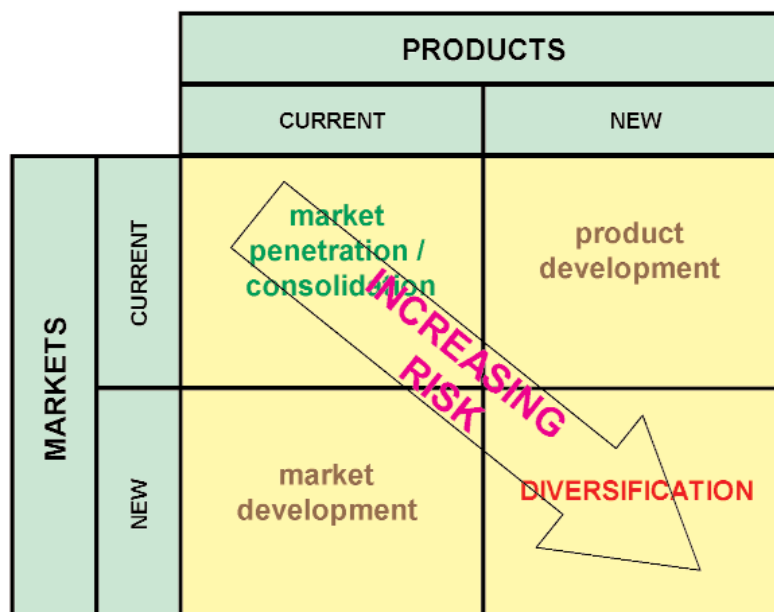 PRODUCTS
CURRENT
NEW
MARKETS
CURRENT
market
penetration /
consolidation
product
development
INCREASING
RISK
NEW
market
development
DIVERSIFICATION